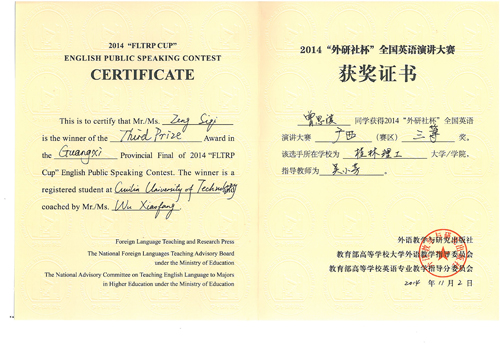 2014 "FLTRP CUP"
ENGLISH PUBLIC SPEAKING CONTEST
CERTIFICATE
This is to certify that Mr./Ms. Zeng Siqi
is the winner of the Third Prize Award in
the Guangxi Provincial Final of 2014 "FLTRP
Cup" English Public Speaking Contest. The winner is a
registered student at Guilin University of Technology
coached by Mr./Ms. Wu Xiaofang.
Foreign Language Teaching and Research Press
The National Foreign Languages Teaching Advisory Board
under the Ministry of Education
The National Advisory Committee on Teaching English Language to Majors
in Higher Education under the Ministry of Education
2014 "外研社杯" 全国英语演讲大赛
获奖证书
曾思 同学获得2014 "外研社杯" 全国英语
演讲大赛 广西 (赛区) 三等 奖。
该选手所在学校为 桂林理工 大学/学院,
指导教师为 吴小芳 。
外语教学与研究出版社
教育部高等学校大学外语教学指导委员会
教育部高等学校英语专业教学指导分委员会
2014 年 11 月 2 日